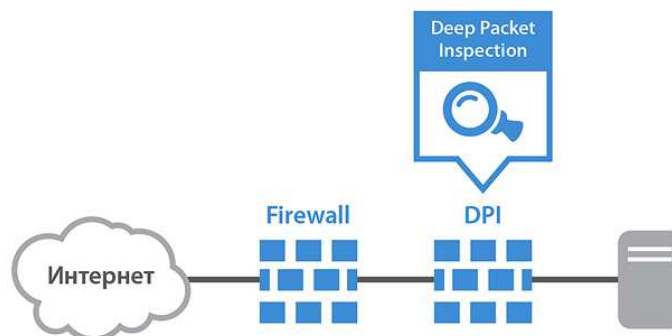 Deep Packet
Inspection
Firewall
DPI
Интернет